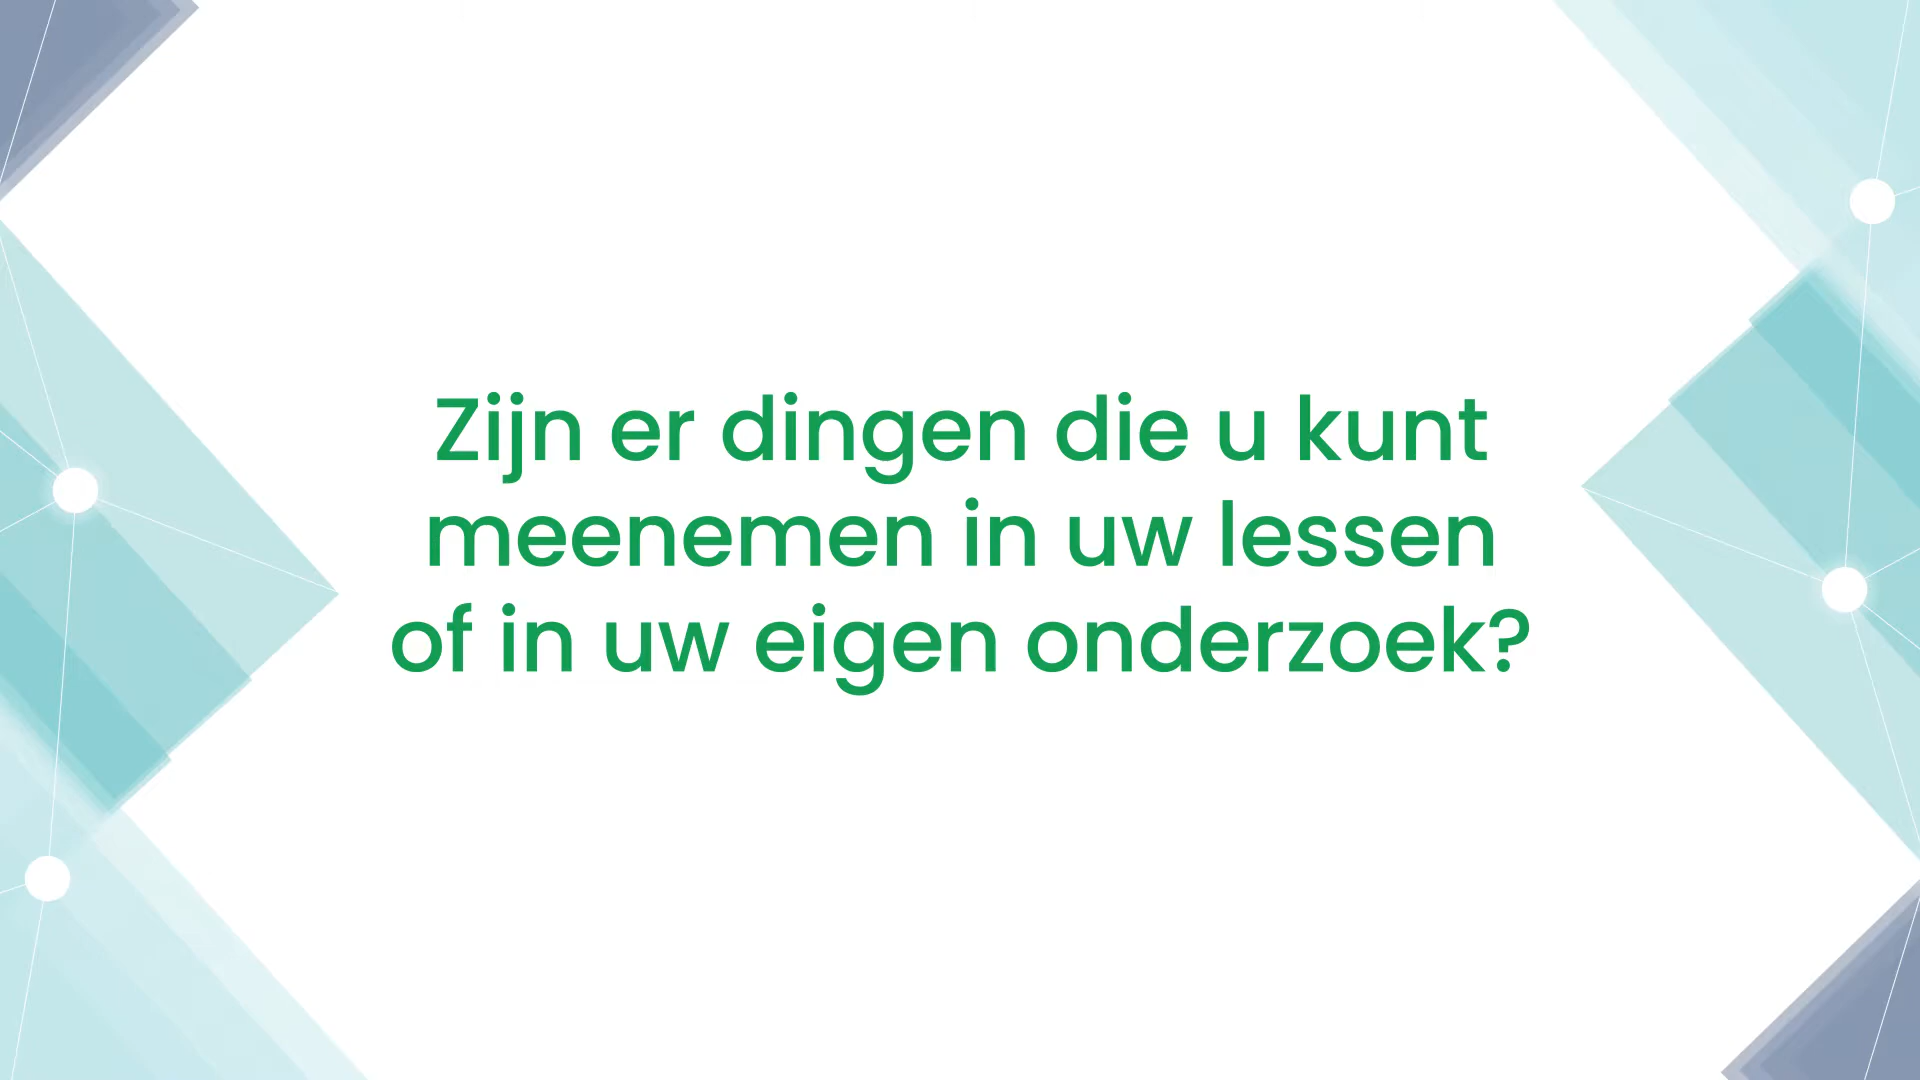 Zijn er dingen die u kunt
meenemen in uw lessen
of in uw eigen onderzoek?